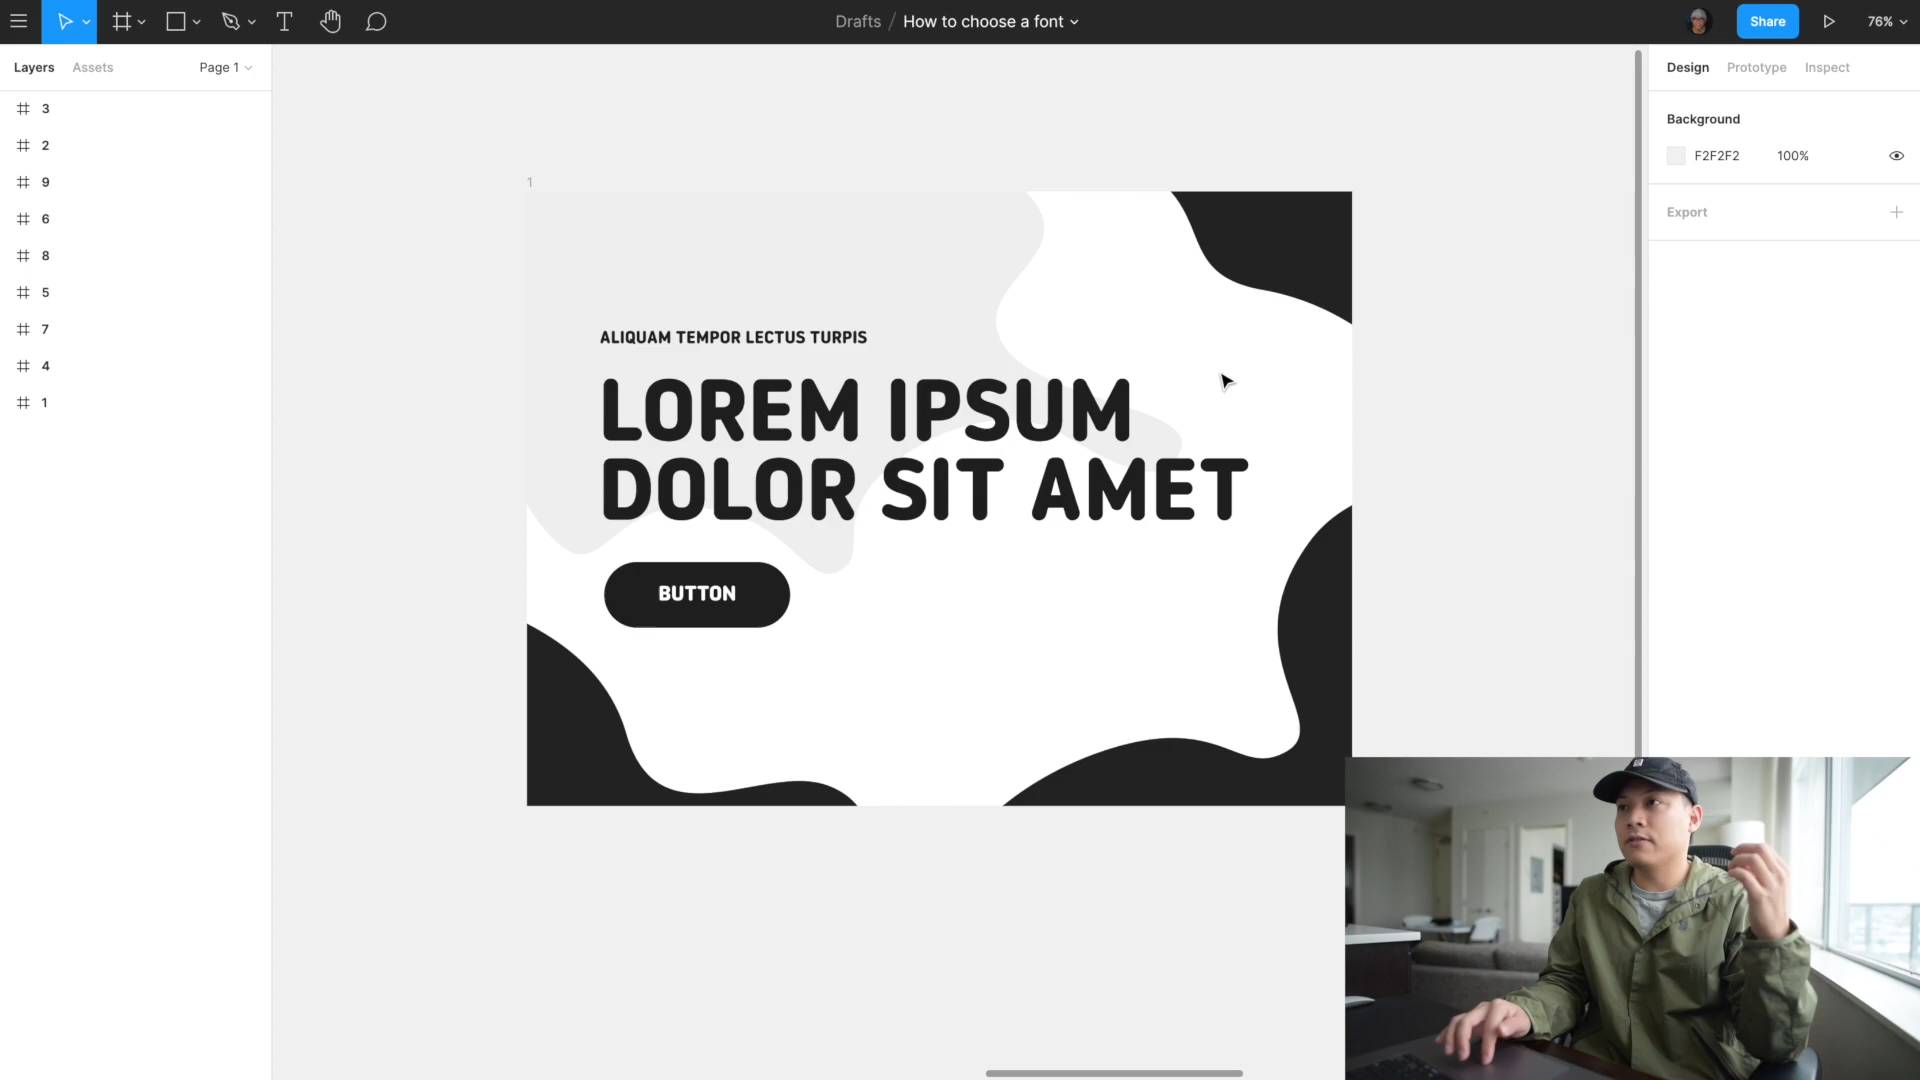 Drafts / How to choose a font
Share
76%
Layers
Assets
Page 1
3
2
9
6
8
5
7
4
1
1
ALIQUAM TEMPOR LECTUS TURPIS
LOREM IPSUM
DOLOR SIT AMET
BUTTON
Design
Prototype
Inspect
Background
F2F2F2
100%
Export